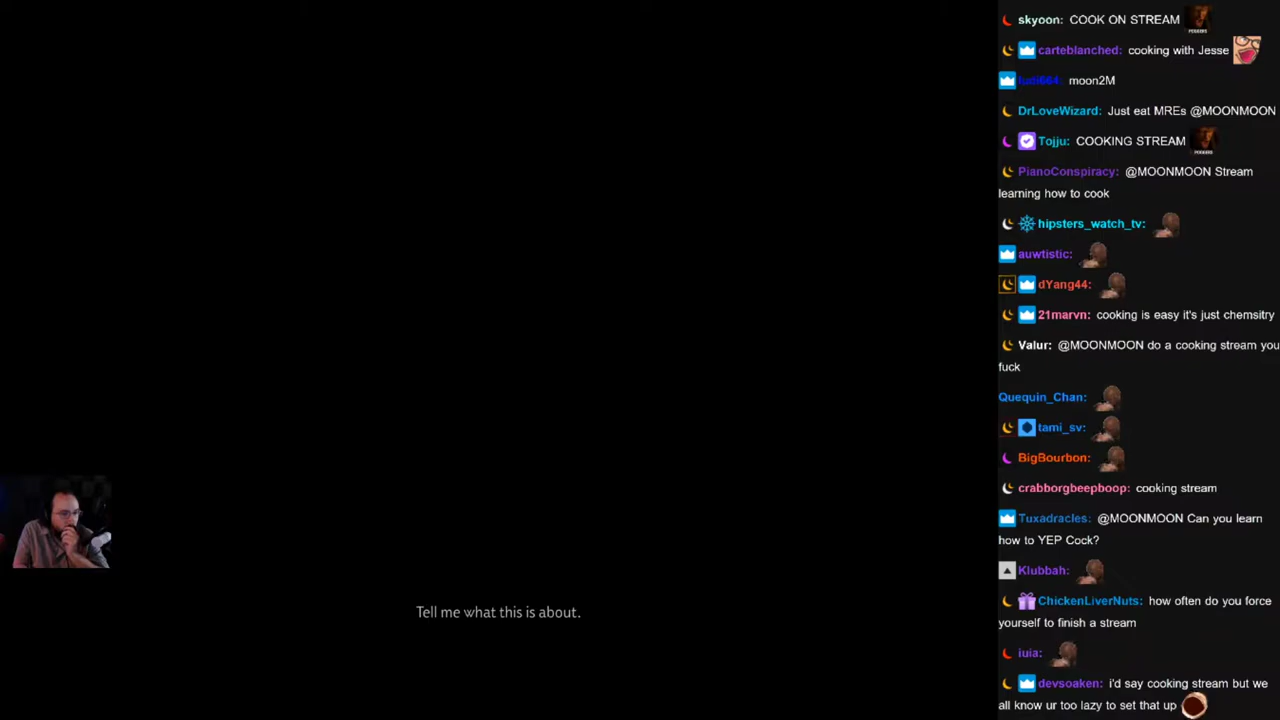 skyoon: COOK ON STREAM
carteblanched: cooking with Jesse
moon2M
DrLoveWizard: Just eat MREs @MOONMOON
Tojju: COOKING STREAM
PianoConspiracy: @MOONMOON Stream
learning how to cook
hipsters_watch_tv:
auwtistic:
dYang44:
21marvn: cooking is easy it's just chemsitry
Valur: @MOONMOON do a cooking stream you
fuck
Quequin_Chan:
tami_sv:
BigBourbon:
crabborgbeepboop: cooking stream
Tuxadracles: @MOONMOON Can you learn
how to YEP Cock?
Klubbah:
ChickenLiverNuts: how often do you force
yourself to finish a stream
iuia:
devsoaken: i'd say cooking stream but we
all know ur too lazy to set that up
Tell me what this is about.